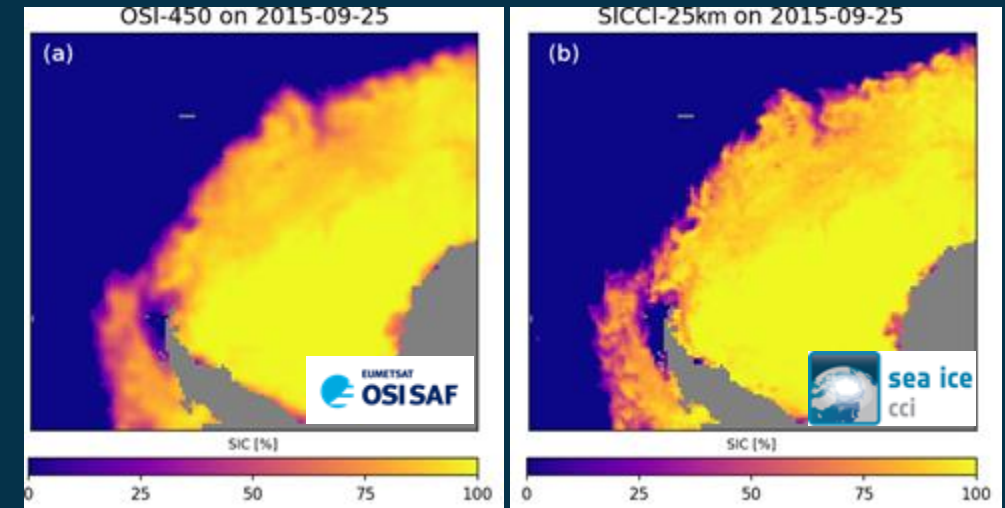 OSI-450 on 2015-09-25
(a)
EUMETSAT
OSI SAF
SIC [%]
0 25 50 75 100
SICCI-25km on 2015-09-25
(b)
sea ice
cci
SIC [%]
0 25 50 75 100